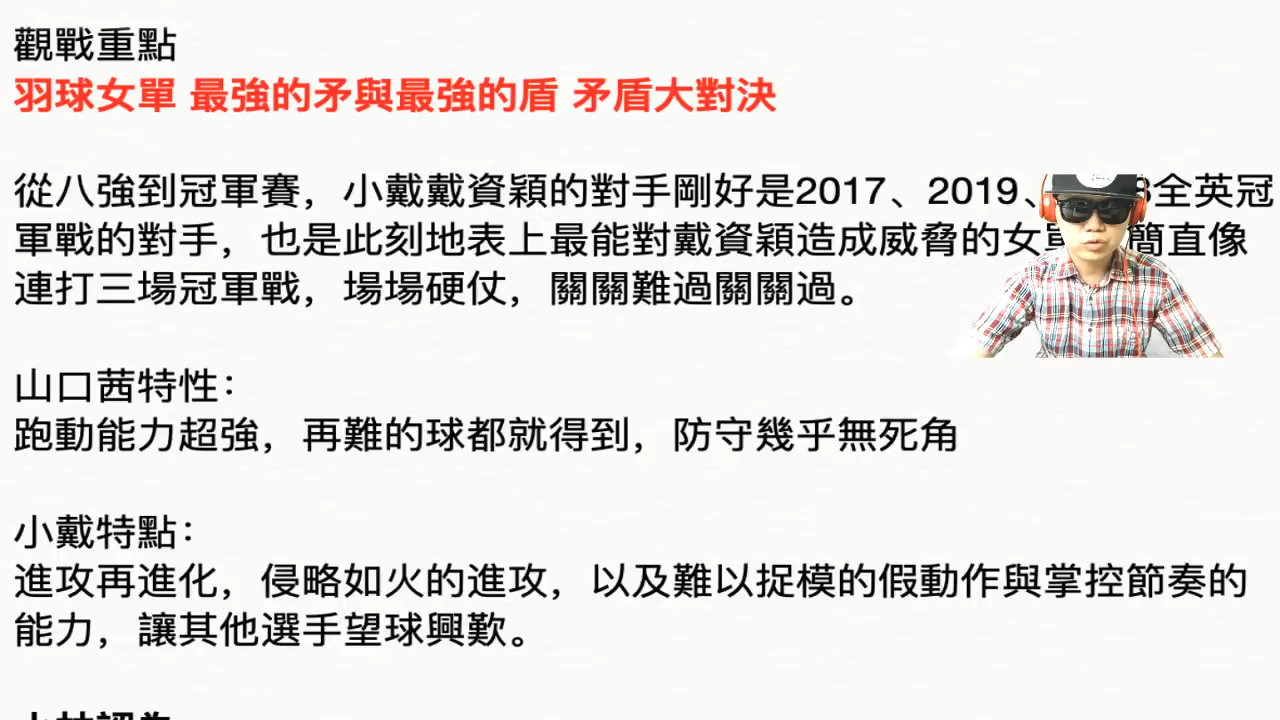 觀戰重點
羽球女單 最強的矛與最強的盾 矛盾大對決
從八強到冠軍賽，小戴戴資穎的對手剛好是2017、2019、全英冠
軍戰的對手，也是此刻地表上最能對戴資穎造成威脅的女簡直像
連打三場冠軍戰，場場硬仗，關關難過關關過。
山口茜特性：
跑動能力超強，再難的球都就得到，防守幾乎無死角
小戴特點：
進攻再進化，侵略如火的進攻，以及難以捉模的假動作與掌控節奏的
能力，讓其他選手望球興歎。